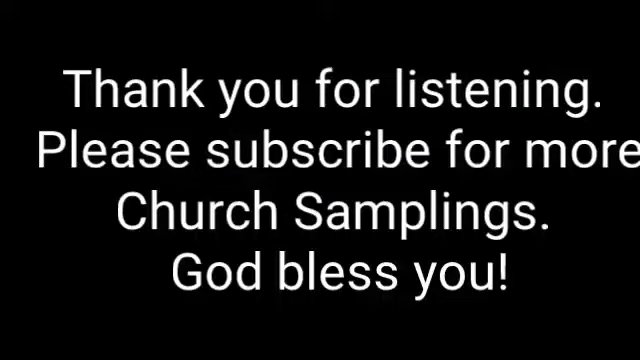 Thank you for listening.
Please subscribe for more
Church Samplings.
God bless you!